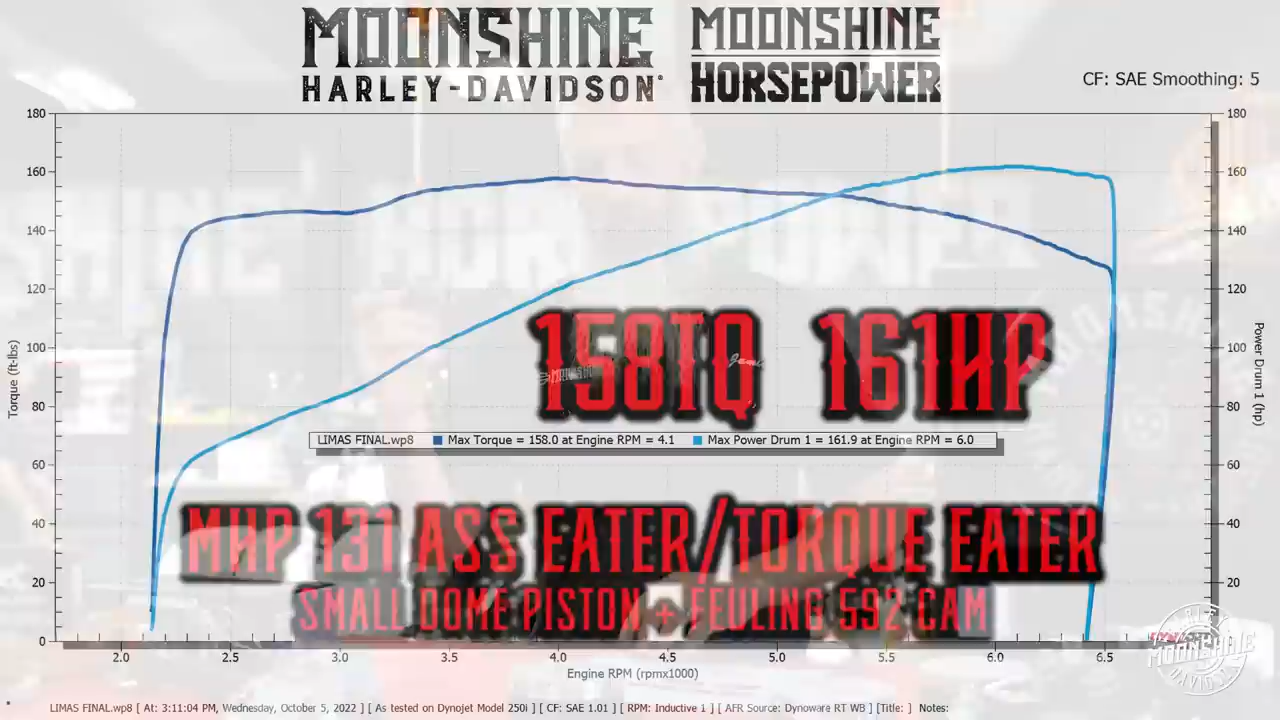 MOONSHINE
HARLEY-DAVIDSON
MOONSHINE
HORSEPOWER
CF: SAE Smoothing: 5
180
160
140
120
100
80
60
40
20
0
Torque (ft-lbs)
180
160
140
120
100
80
60
40
20
Power Drum 1 (hp)
158TQ 161HP
LIMAS FINAL.wp8 Max Torque = 158.0 at Engine RPM = 4.1 Max Power Drum 1 = 161.9 at Engine RPM = 6.0
MHP 131 ASS EATER/TORQUE EATER
SMALL DOME PISTON + FEULING 592 CAM
2.0 2.5 3.0 3.5 4.0 4.5 5.0 5.5 6.0 6.5
Engine RPM (rpmx1000)
MOONSHINE
LIMAS FINAL.wp8 [ At: 3:11:04 PM, Wednesday, October 5, 2022 ] [ As tested on Dynojet Model 250i ] [ CF: SAE 1.01 ] [ RPM: Inductive 1 ] [ AFR Source: Dynoware RT WB ] [Title: ] Notes: